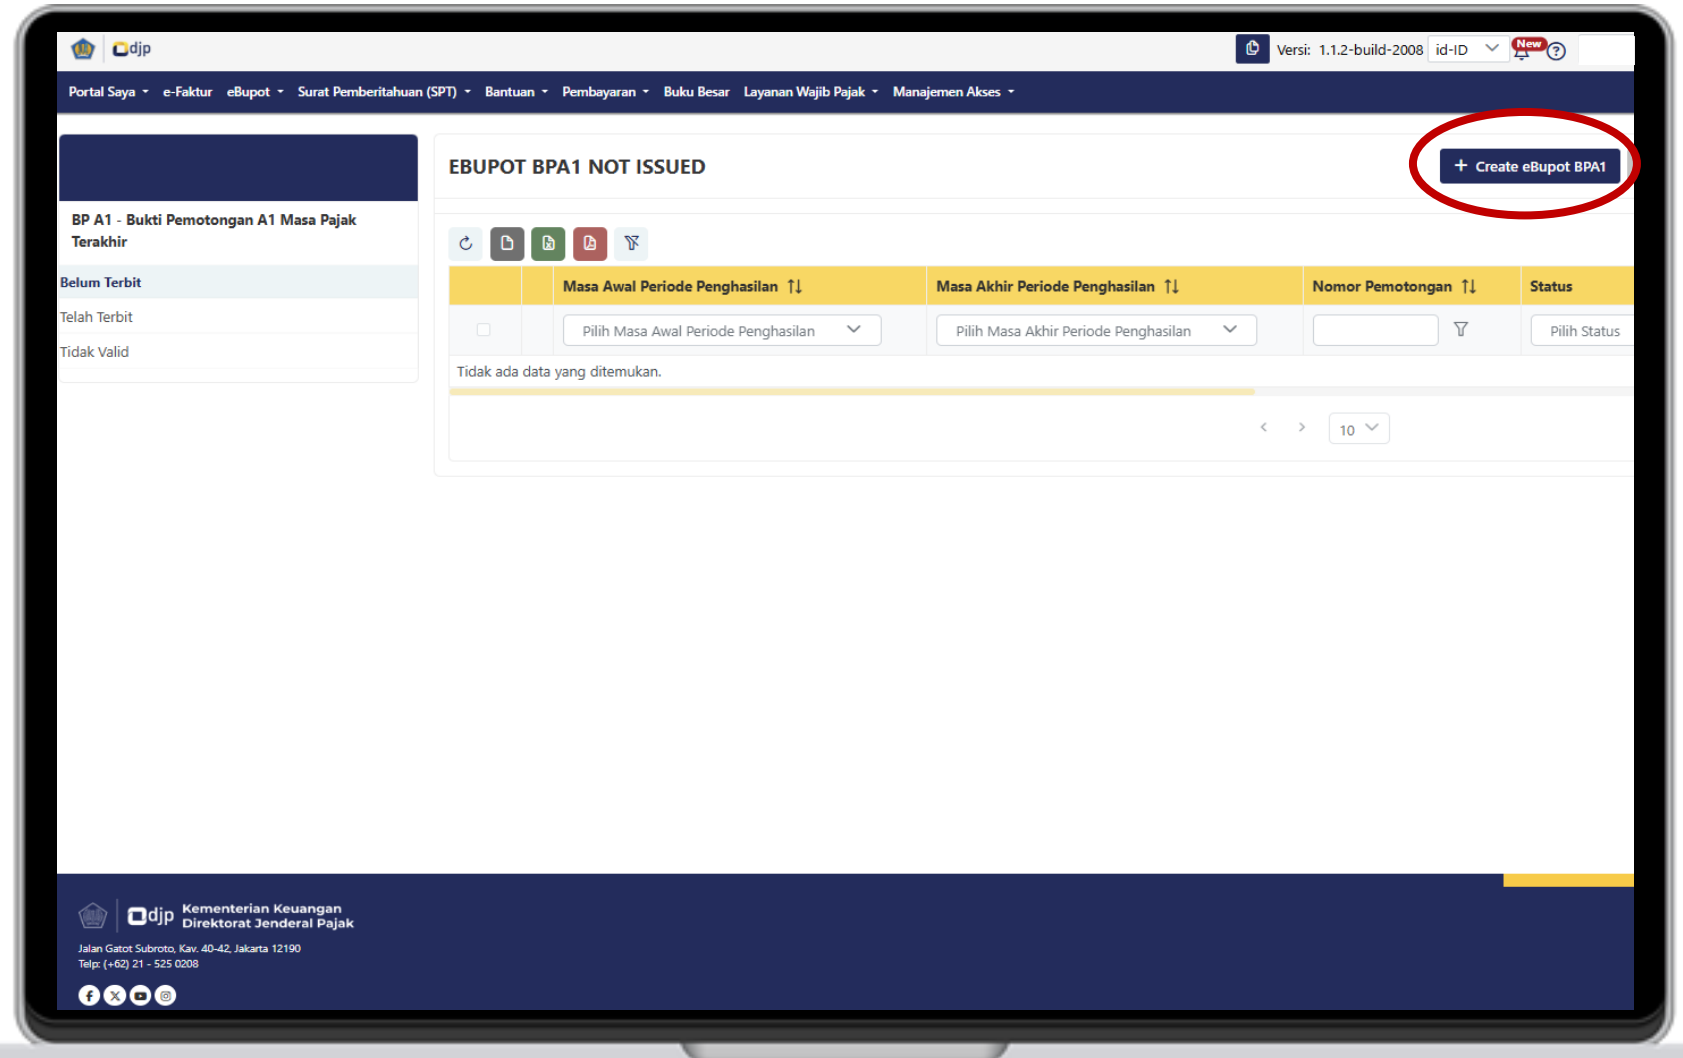 djp
Versi: 1.1.2-build-2008 id-ID New
Portal Saya e-Faktur eBupot Surat Pemberitahuan (SPT) Bantuan Pembayaran Buku Besar Layanan Wajib Pajak Manajemen Akses
BP A1 - Bukti Pemotongan A1 Masa Pajak
Terakhir
Belum Terbit
Telah Terbit
Tidak Valid
EBUPOT BPA1 NOT ISSUED
+ Create eBupot BPA1
Masa Awal Periode Penghasilan Masa Akhir Periode Penghasilan Nomor Pemotongan Status
Pilih Masa Awal Periode Penghasilan Pilih Masa Akhir Periode Penghasilan Pilih Status
Tidak ada data yang ditemukan.
10
djp
Kementerian Keuangan
Direktorat Jenderal Pajak
Jalan Gatot Subroto, Kav. 40-42, Jakarta 12190
Telp: (+62) 21 - 525 0208